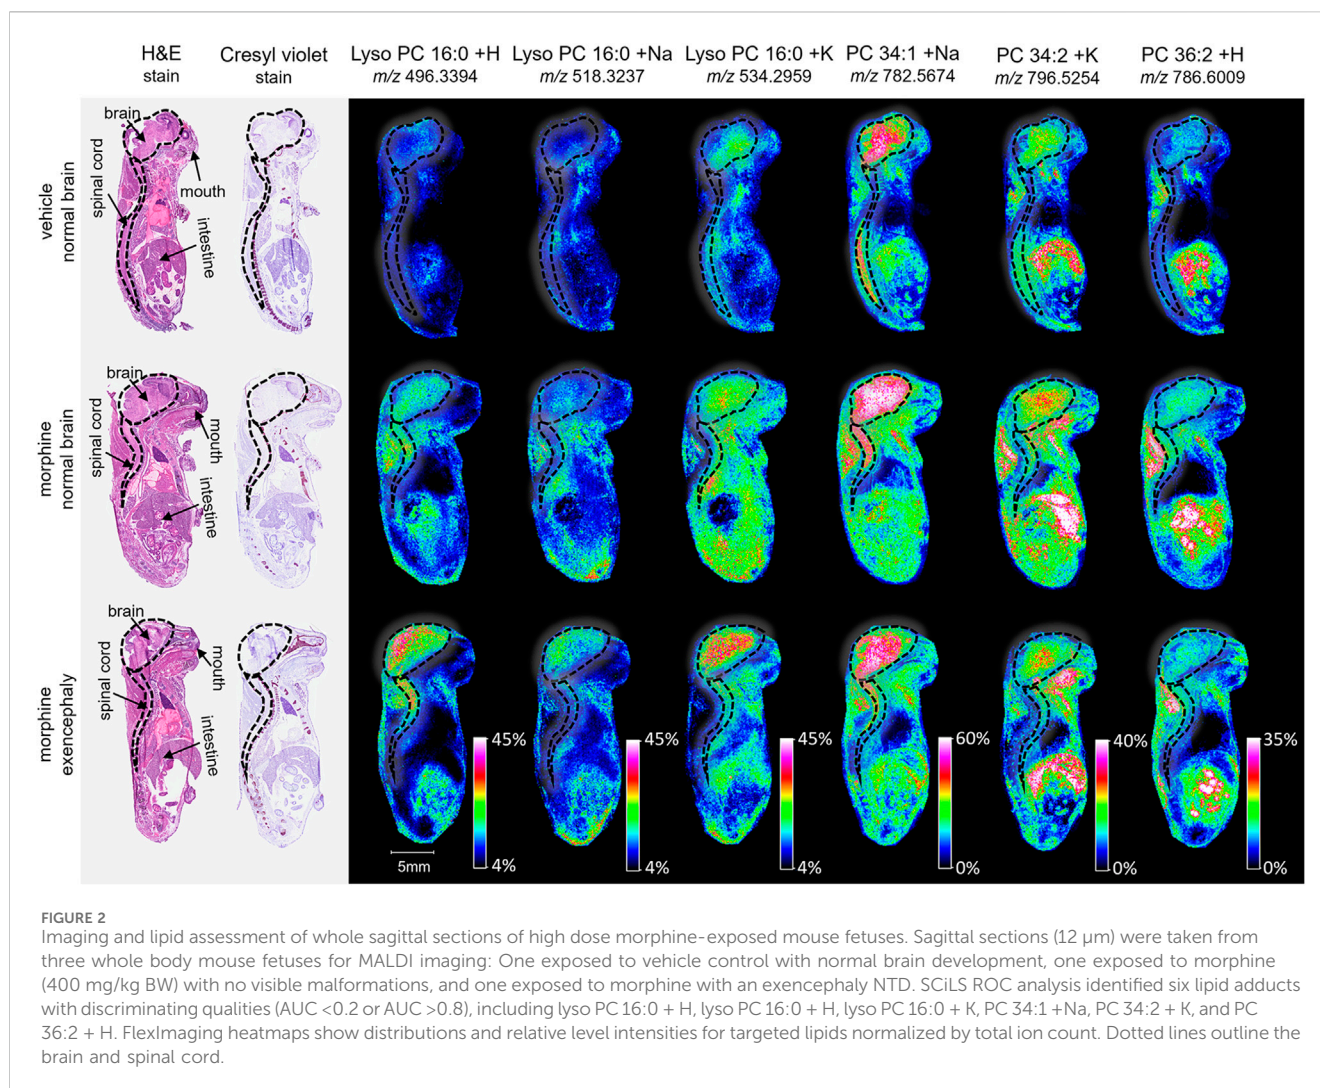 H&E
stain
Cresyl violet
stain
Lyso PC 16:0 +H
m/z 496.3394
Lyso PC 16:0 +Na
m/z 518.3237
Lyso PC 16:0 +K
m/z 534.2959
PC 34:1 +Na
m/z 782.5674
PC 34:2 +K
m/z 796.5254
PC 36:2 +H
m/z 786.6009
vehicle
normal brain
brain
spinal cord
mouth
intestine
morphine
normal brain
brain
spinal cord
mouth
intestine
morphine
exencephaly
brain
spinal cord
mouth
intestine
5mm
45%
4%
45%
4%
45%
4%
60%
0%
40%
0%
35%
0%
FIGURE 2
Imaging and lipid assessment of whole sagittal sections of high dose morphine-exposed mouse fetuses. Sagittal sections (12 µm) were taken from
three whole body mouse fetuses for MALDI imaging: One exposed to vehicle control with normal brain development, one exposed to morphine
(400 mg/kg BW) with no visible malformations, and one exposed to morphine with an exencephaly NTD. SCiLS ROC analysis identified six lipid adducts
with discriminating qualities (AUC <0.2 or AUC >0.8), including lyso PC 16:0 + H, lyso PC 16:0 + H, lyso PC 16:0 + K, PC 34:1 +Na, PC 34:2 + K, and PC
36:2 + H. FlexImaging heatmaps show distributions and relative level intensities for targeted lipids normalized by total ion count. Dotted lines outline the
brain and spinal cord.